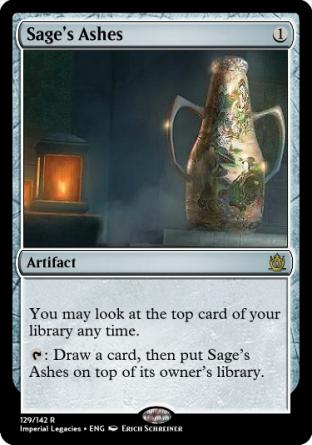 Sage's Ashes 1
Artifact
You may look at the top card of your
library any time.
: Draw a card, then put Sage's
Ashes on top of its owner's library.
129/142 R
Imperial Legacies • ENG Erich Schreiner